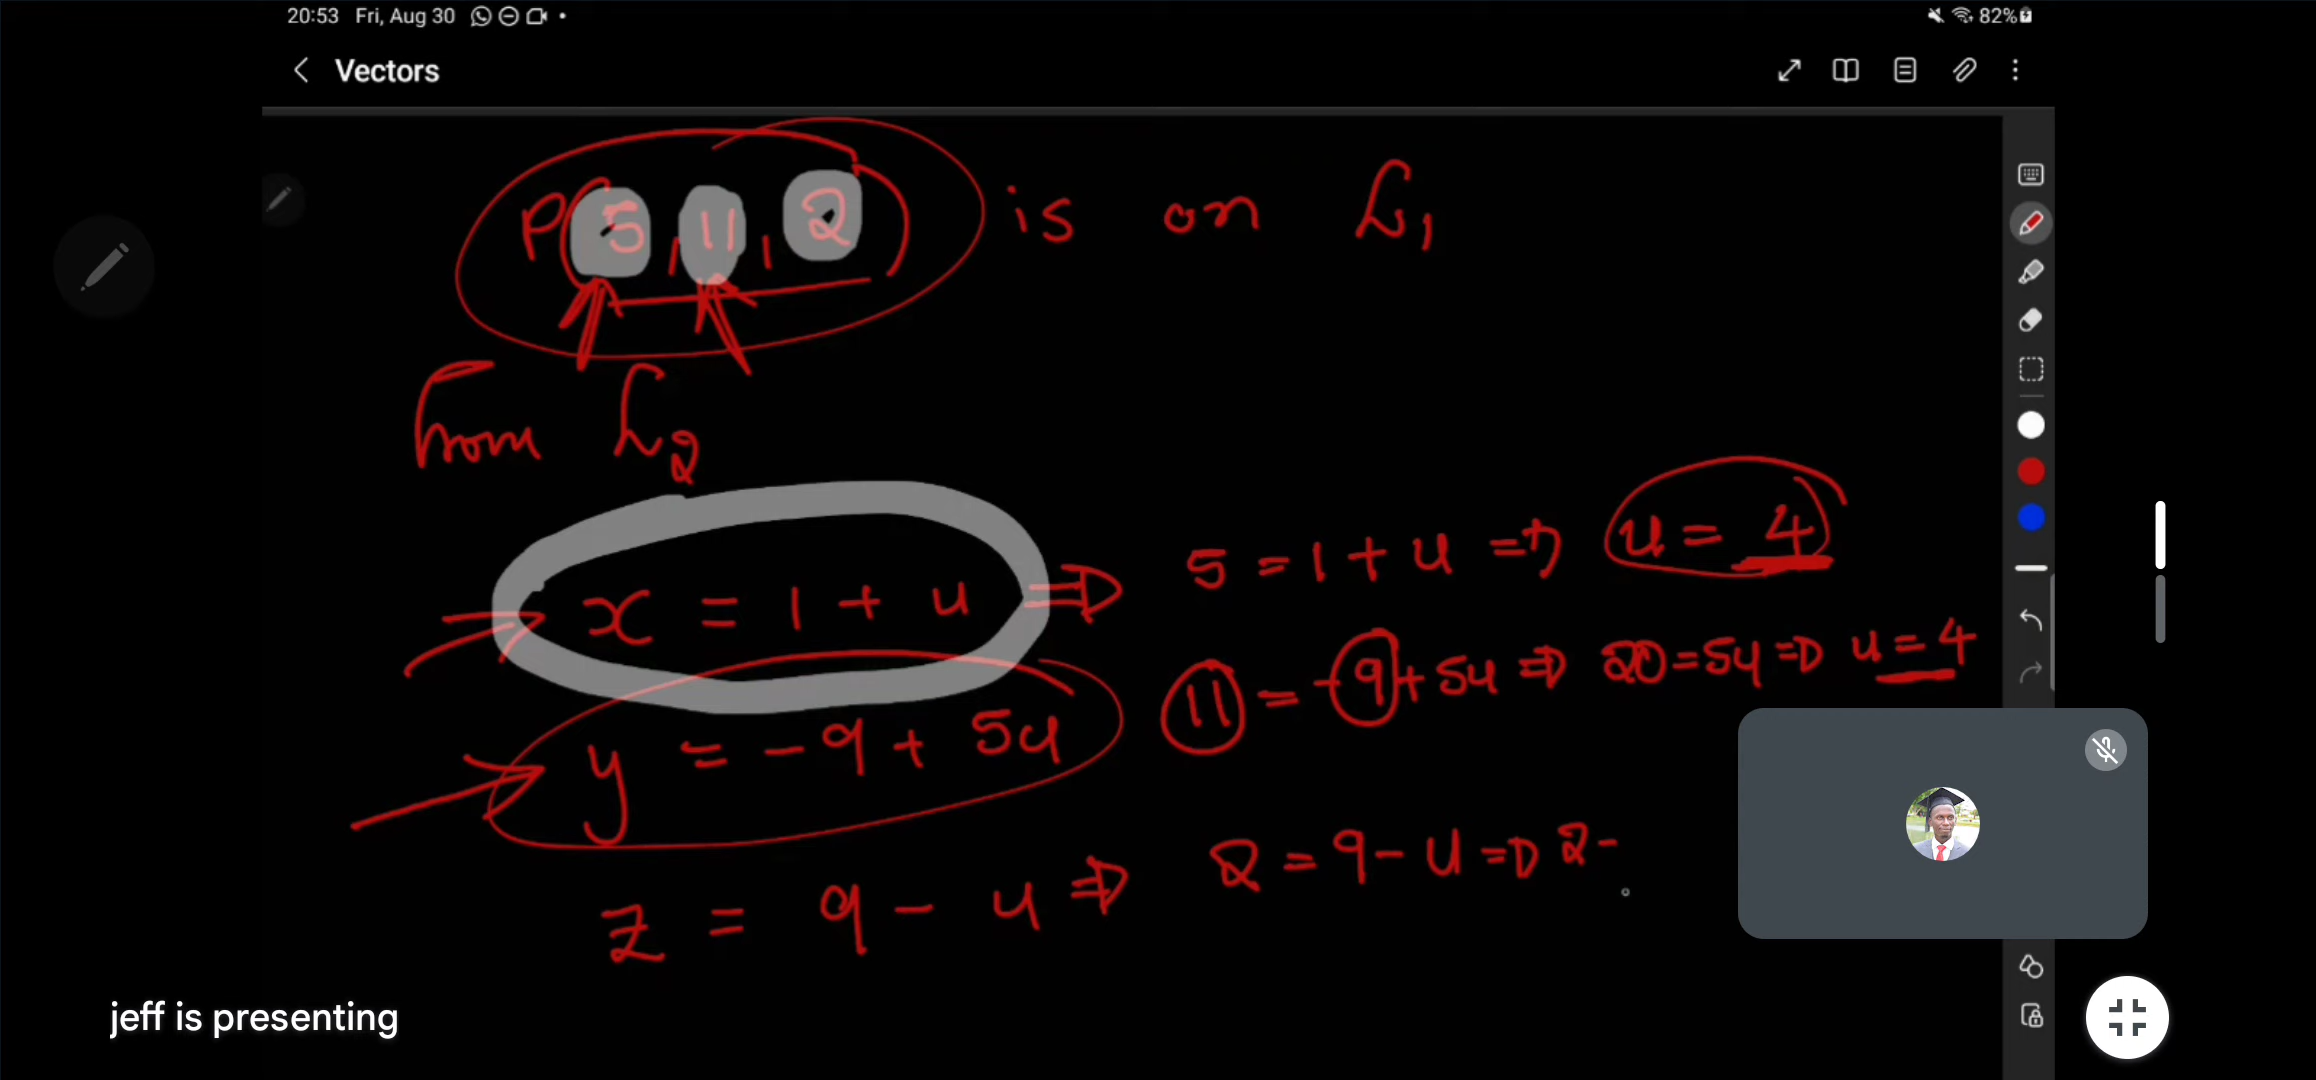 20:53 Fri, Aug 30
82%
Vectors
P(5, 11, 2) is on L1
From L2
x = 1 + u => 5 = 1 + u => u = 4
y = -9 + 5u 11 = -9 + 5u => 20 = 5u => u = 4
z = 9 - u => 2 = 9 - u => 2 -
jeff is presenting